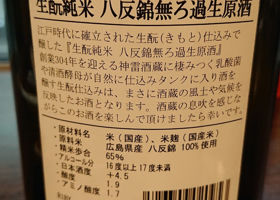 生酛純米 八反錦無ろ過生原酒
江戸時代に確立された生酛(きもと)仕込みで
醸した『生酛純米 八反錦無ろ過生原酒』
創業304年を迎える神雷酒蔵に棲みつく乳酸菌
や清酒酵母が自然に仕込みタンクに入り酒を
醸す生酛仕込みは、まさに酒蔵の風土や気候を
反映したお酒となります。酒蔵の息吹を感じな
がらこのお酒を楽しんで頂けましたら幸いです。
・原材料名 米(国産)、米麹(国産米)
・原料米 広島県産 八反錦 100%使用
・精米歩合 65%
・アルコール分 16度以上17度未満
・日本酒度 +4.5
・酸度 1.9
・アミノ酸度 1.7